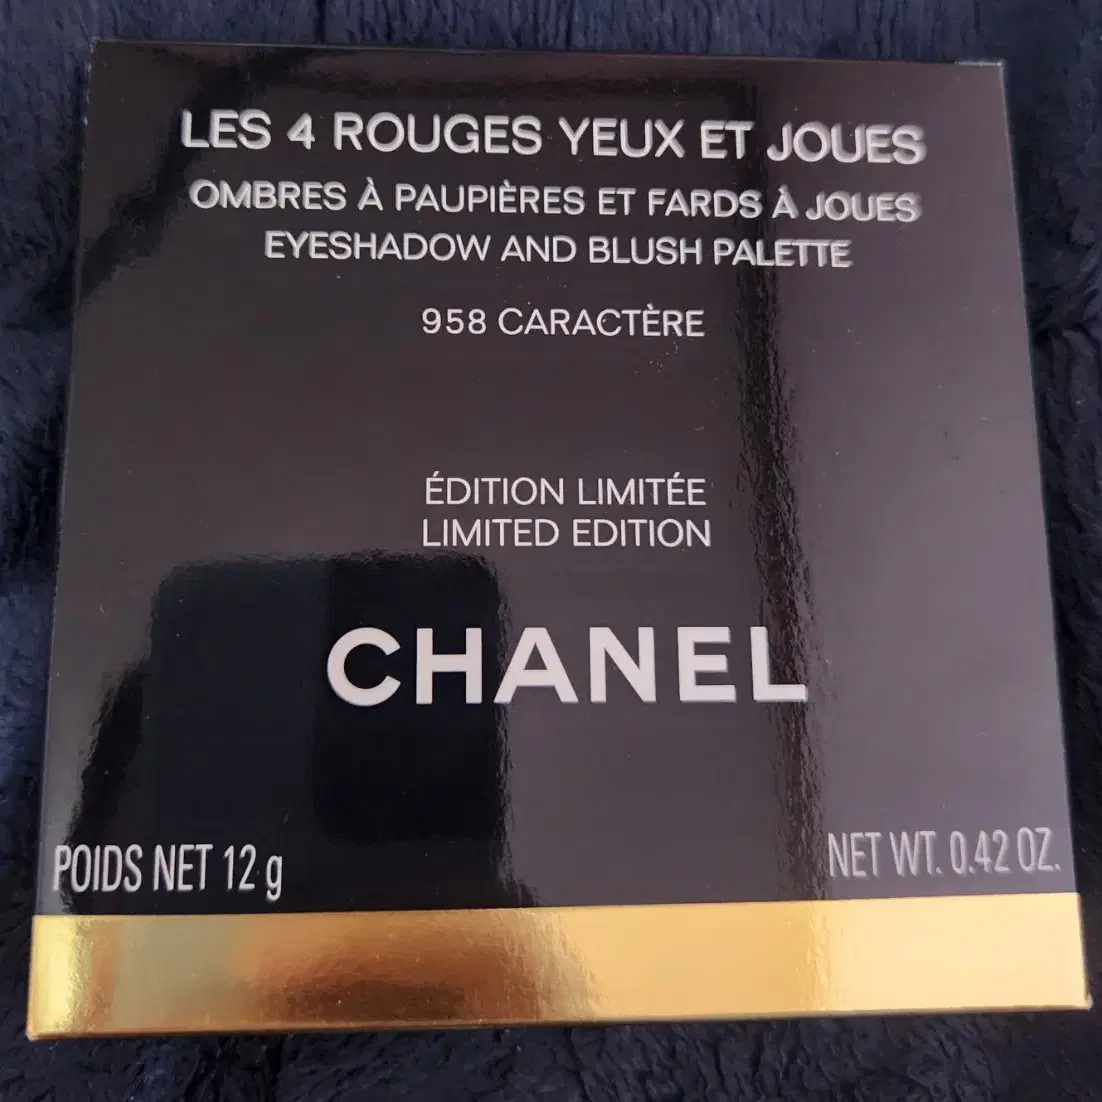 LES 4 ROUGES YEUX ET JOUES
OMBRES À PAUPIÈRES ET FARDS À JOUES
EYESHADOW AND BLUSH PALETTE
958 CARACTÈRE
ÉDITION LIMITÉE
LIMITED EDITION
CHANEL
POIDS NET 12 g
NET WT. 0.42 OZ.